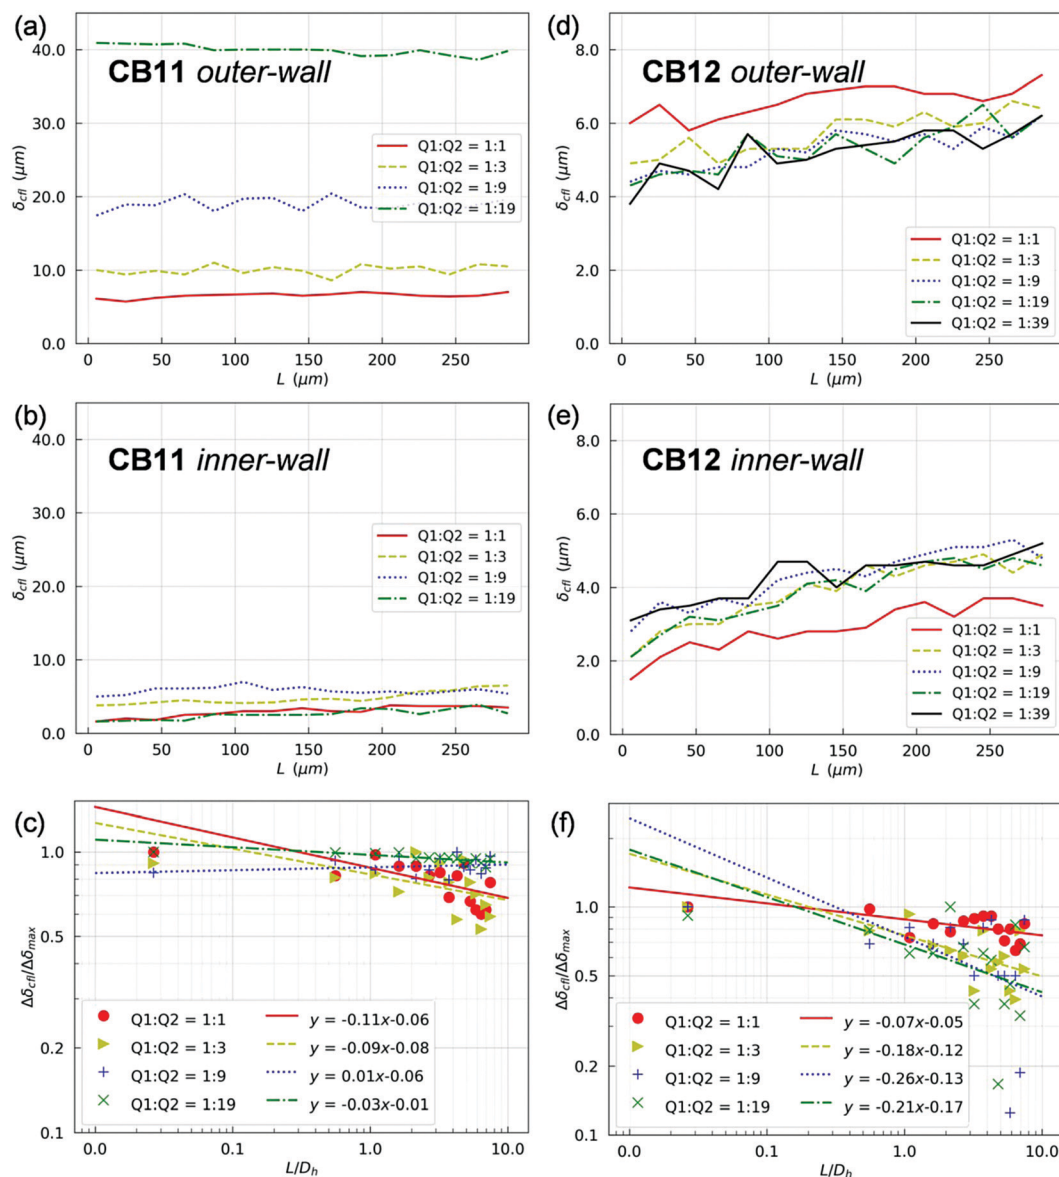 (a)
CB11 outer-wall
δcfl (μm)
40.0
30.0
20.0
10.0
0.0
Q1:Q2 = 1:1
Q1:Q2 = 1:3
Q1:Q2 = 1:9
Q1:Q2 = 1:19
0 50 100 150 200 250
L (μm)
(d)
CB12 outer-wall
δcfl (μm)
8.0
6.0
4.0
2.0
0.0
Q1:Q2 = 1:1
Q1:Q2 = 1:3
Q1:Q2 = 1:9
Q1:Q2 = 1:19
Q1:Q2 = 1:39
0 50 100 150 200 250
L (μm)
(b)
CB11 inner-wall
δcfl (μm)
40.0
30.0
20.0
10.0
0.0
Q1:Q2 = 1:1
Q1:Q2 = 1:3
Q1:Q2 = 1:9
Q1:Q2 = 1:19
0 50 100 150 200 250
L (μm)
(e)
CB12 inner-wall
δcfl (μm)
8.0
6.0
4.0
2.0
0.0
Q1:Q2 = 1:1
Q1:Q2 = 1:3
Q1:Q2 = 1:9
Q1:Q2 = 1:19
Q1:Q2 = 1:39
0 50 100 150 200 250
L (μm)
(c)
Δδcfl/Δδmax
1.0
0.5
0.2
0.1
Q1:Q2 = 1:1 y = -0.11x-0.06
Q1:Q2 = 1:3 y = -0.09x-0.08
Q1:Q2 = 1:9 y = 0.01x-0.06
Q1:Q2 = 1:19 y = -0.03x-0.01
0.0 0.1 1.0 10.0
L/Dh
(f)
Δδcfl/Δδmax
1.0
0.5
0.2
0.1
Q1:Q2 = 1:1 y = -0.07x-0.05
Q1:Q2 = 1:3 y = -0.18x-0.12
Q1:Q2 = 1:9 y = -0.26x-0.13
Q1:Q2 = 1:19 y = -0.21x-0.17
0.0 0.1 1.0 10.0
L/Dh